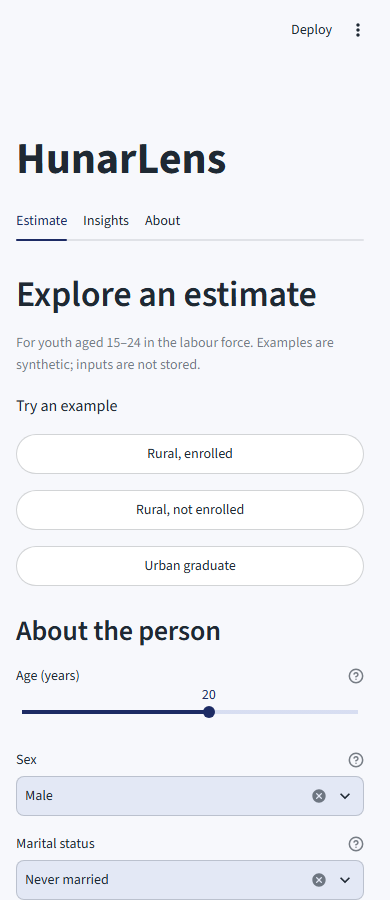 Deploy
HunarLens
Estimate Insights About
Explore an estimate
For youth aged 15–24 in the labour force. Examples are
synthetic; inputs are not stored.
Try an example
Rural, enrolled
Rural, not enrolled
Urban graduate
About the person
Age (years)
20
Sex
Male
Marital status
Never married